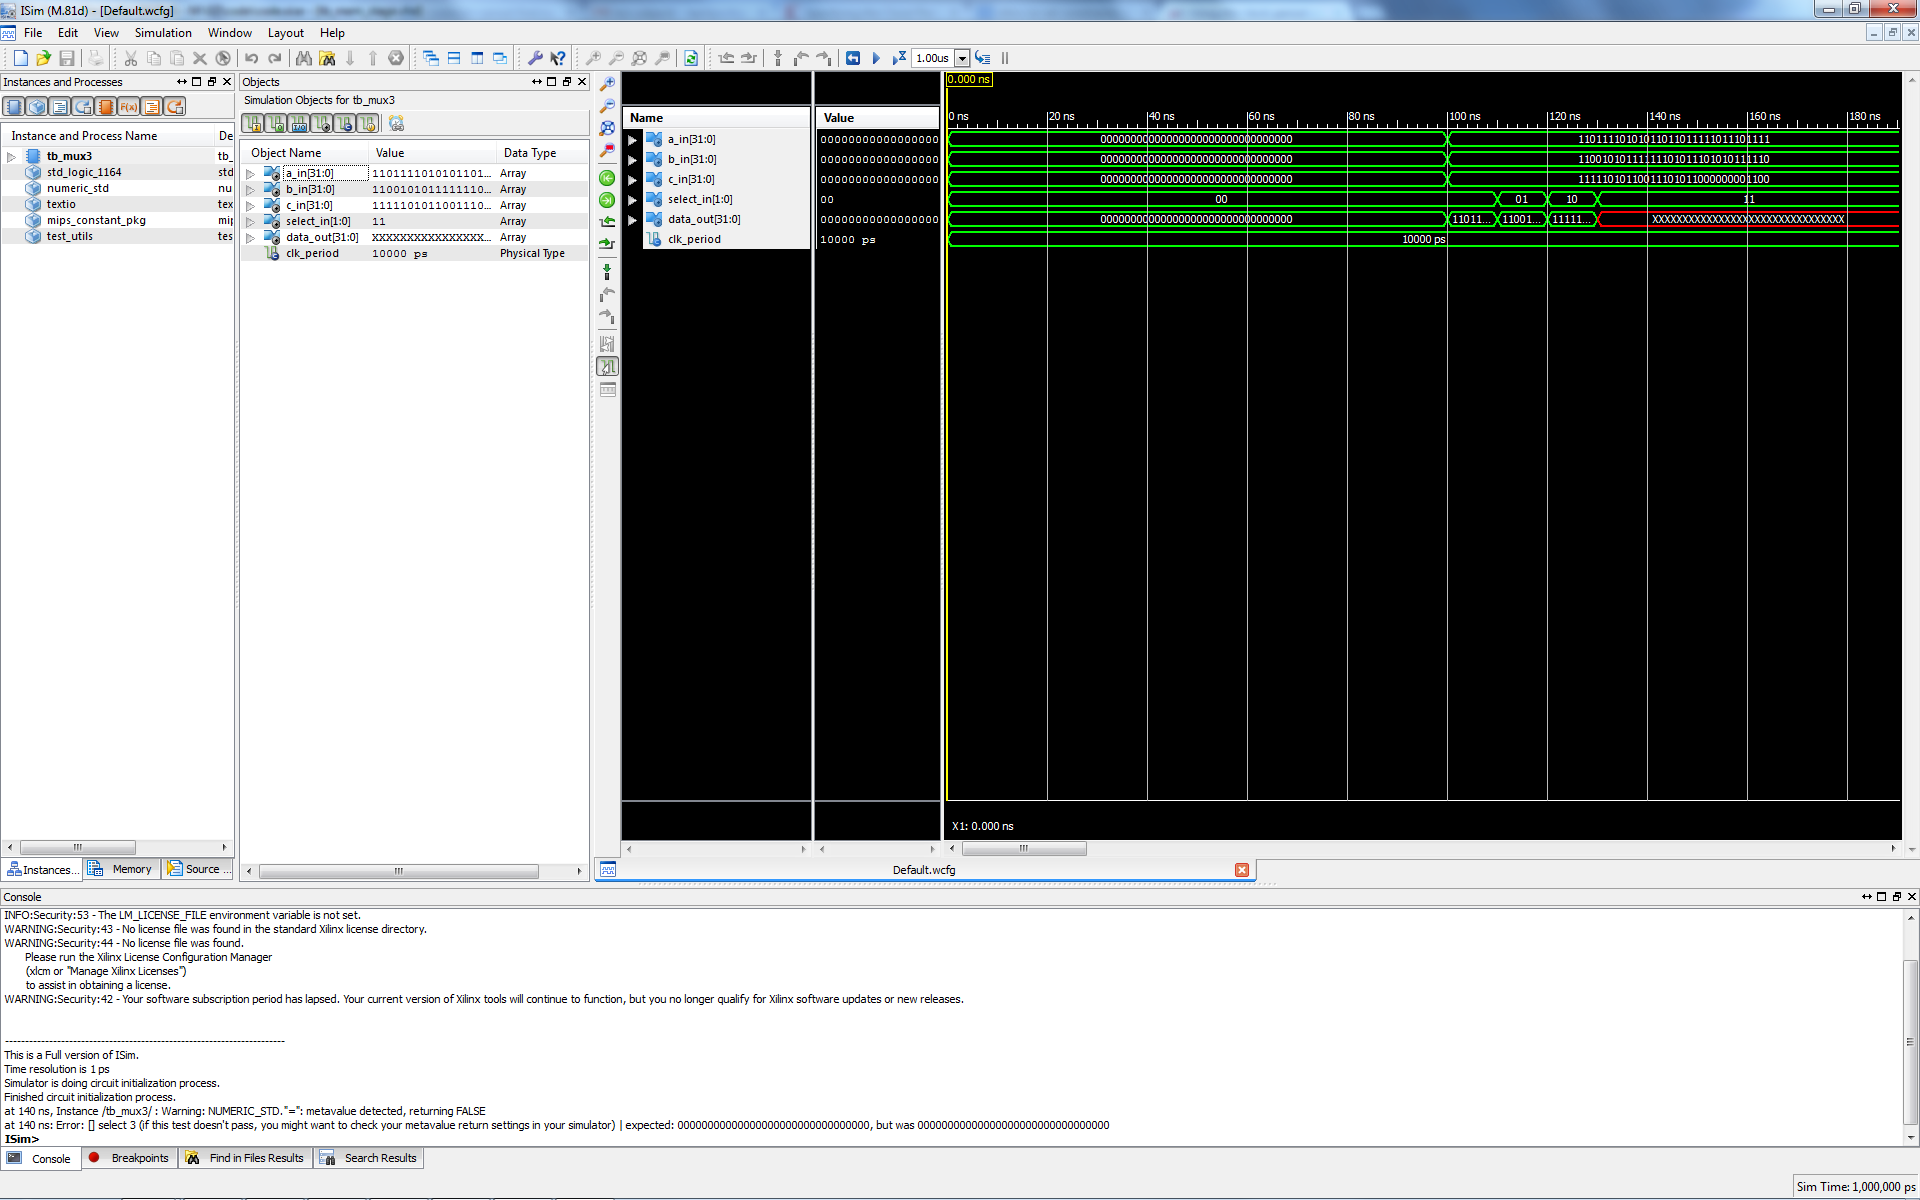 ISim (M.81d) - [Default.wcfg]
File Edit View Simulation Window Layout Help
1.00us
Instances and Processes
Instance and Process Name De
tb_mux3 tb_
std_logic_1164 std
numeric_std nu
textio tex
mips_constant_pkg mip
test_utils tes
Instances... Memory Source ...
Objects
Simulation Objects for tb_mux3
Object Name Value Data Type
a_in[31:0] 1101111010101101... Array
b_in[31:0] 1100101011111110... Array
c_in[31:0] 1111101011001110... Array
select_in[1:0] 11 Array
data_out[31:0] XXXXXXXXXXXXXXXX... Array
clk_period 10000 ps Physical Type
Name Value
a_in[31:0] 00000000000000000
b_in[31:0] 00000000000000000
c_in[31:0] 00000000000000000
select_in[1:0] 00
data_out[31:0] 00000000000000000
clk_period 10000 ps
0.000 ns
0 ns 20 ns 40 ns 60 ns 80 ns 100 ns 120 ns 140 ns 160 ns 180 ns
00000000000000000000000000000000 11011110101011011011111011101111
00000000000000000000000000000000 11001010111111101011101010111110
00000000000000000000000000000000 11111010110011101011000000001100
00 01 10 11
00000000000000000000000000000000 11011... 11001... 11111... XXXXXXXXXXXXXXXXXXXXXXXXXXXXXXXX
10000 ps
X1: 0.000 ns
Default.wcfg
Console
INFO:Security:53 - The LM_LICENSE_FILE environment variable is not set.
WARNING:Security:43 - No license file was found in the standard Xilinx license directory.
WARNING:Security:44 - No license file was found.
Please run the Xilinx License Configuration Manager
(xlcm or "Manage Xilinx Licenses")
to assist in obtaining a license.
WARNING:Security:42 - Your software subscription period has lapsed. Your current version of Xilinx tools will continue to function, but you no longer qualify for Xilinx software updates or new releases.
----------------------------------------------------------------------
This is a Full version of ISim.
Time resolution is 1 ps
Simulator is doing circuit initialization process.
Finished circuit initialization process.
at 140 ns, Instance /tb_mux3/ : Warning: NUMERIC_STD."=": metavalue detected, returning FALSE
at 140 ns: Error: [] select 3 (if this test doesn't pass, you might want to check your metavalue return settings in your simulator) | expected: 00000000000000000000000000000000, but was 00000000000000000000000000000000
ISim>
Console Breakpoints Find in Files Results Search Results
Sim Time: 1,000,000 ps